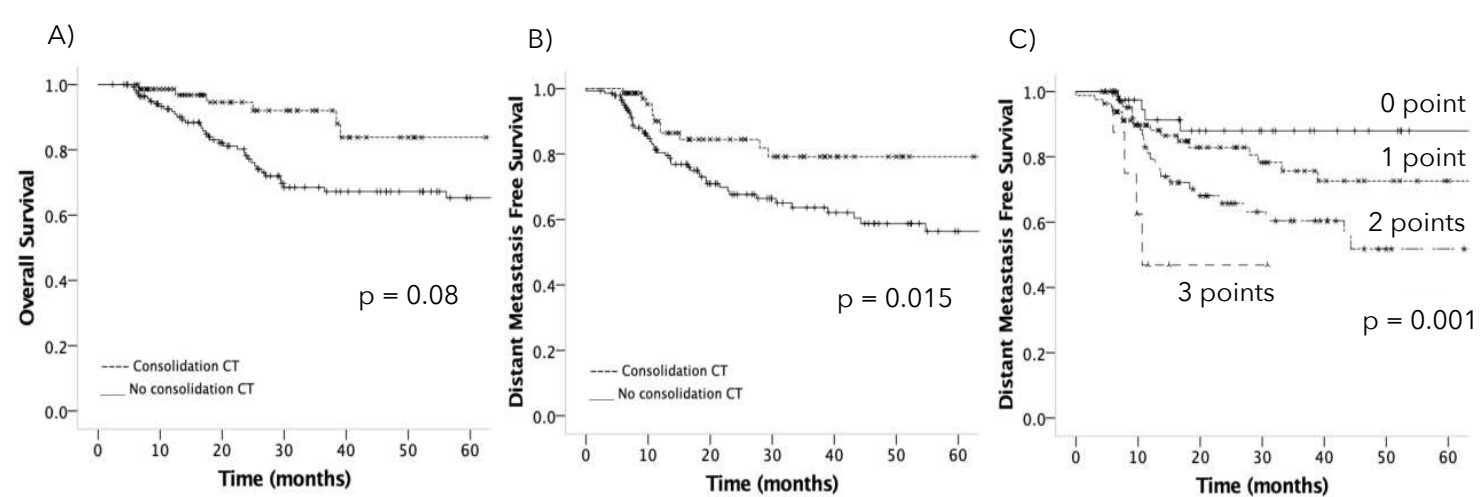 A)
Overall Survival
1.0
0.8
0.6
0.4
0.2
0.0
p = 0.08
Consolidation CT
No consolidation CT
0 10 20 30 40 50 60
Time (months)
B)
Distant Metastasis Free Survival
1.0
0.8
0.6
0.4
0.2
0.0
p = 0.015
Consolidation CT
No consolidation CT
0 10 20 30 40 50 60
Time (months)
C)
Distant Metastasis Free Survival
1.0
0.8
0.6
0.4
0.2
0.0
0 point
1 point
2 points
3 points
p = 0.001
0 10 20 30 40 50 60
Time (months)